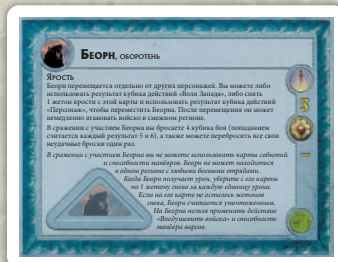 БЕОРН, ОБОРОТЕНЬ
ЯРОСТЬ
Беорн перемещается отдельно от других персонажей. Вы можете либо
использовать результат кубика действий «Воля Запада», либо снять
1 жетон ярости с этой карты и использовать результат кубика действий
«Персонаж», чтобы переместить Беорна. После перемещения он может
немедленно атаковать войско в смежном регионе.
В сражении с участием Беорна вы бросаете 4 кубика боя (попаданием
считается каждый результат 5 и 6), а также можете перебросить все свои
неудачные броски один раз.
В сражении с участием Беорна вы не можете использовать карты событий
и способности манёвров. Беорн не может находиться
в одном регионе с любыми боевыми отрядами.
Когда Беорн получает урон, уберите с его карты
по 1 жетону гнева на каждую единицу урона.
Если на его карте не осталось жетонов
гнева, Беорн считается уничтоженным.
На Беорна нельзя применить действие
«Воодушевить войска» и способность
манёвра варгов.
3
–